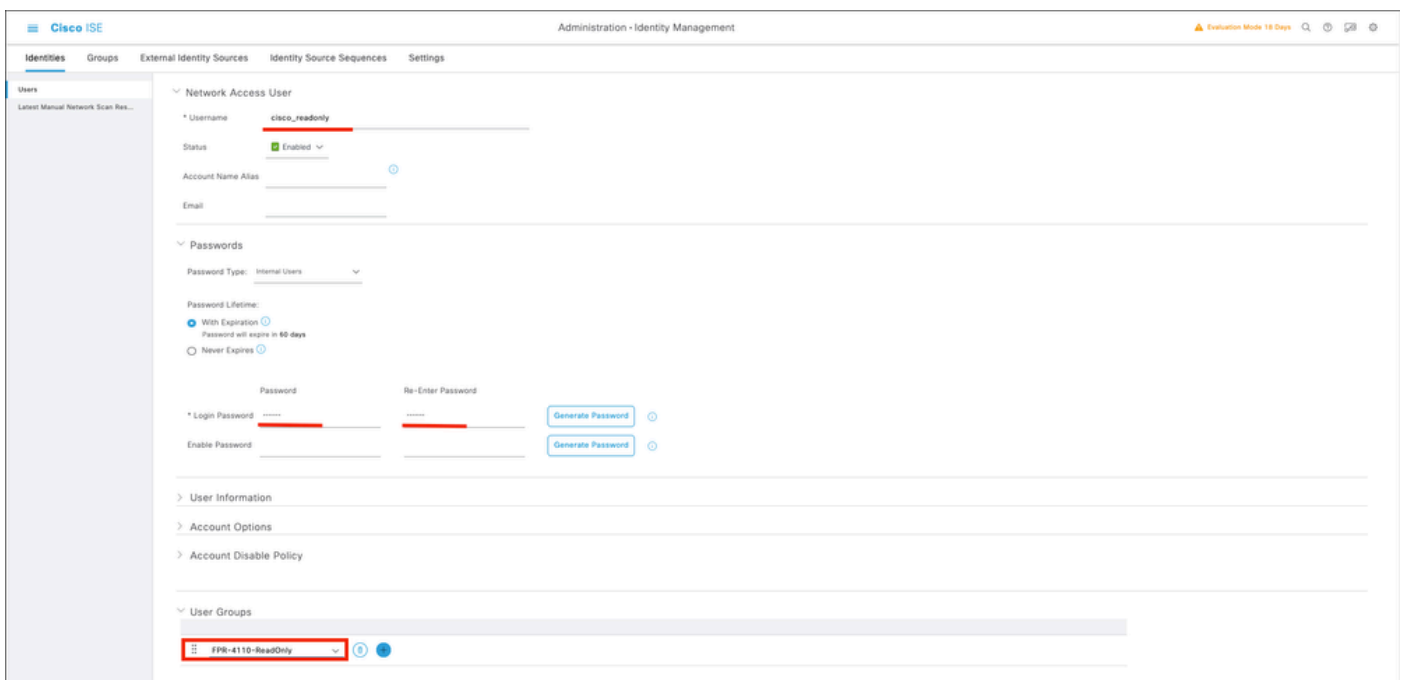 Cisco ISE
Administration · Identity Management
Evaluation Mode 18 Days
Identities Groups External Identity Sources Identity Source Sequences Settings
Users
Latest Manual Network Scan Res...
Network Access User
* Username cisco_readonly
Status Enabled
Account Name Alias
Email
Passwords
Password Type: Internal Users
Password Lifetime:
With Expiration
Password will expire in 60 days
Never Expires
Password Re-Enter Password
* Login Password ······ ······ Generate Password
Enable Password Generate Password
User Information
Account Options
Account Disable Policy
User Groups
FPR-4110-ReadOnly